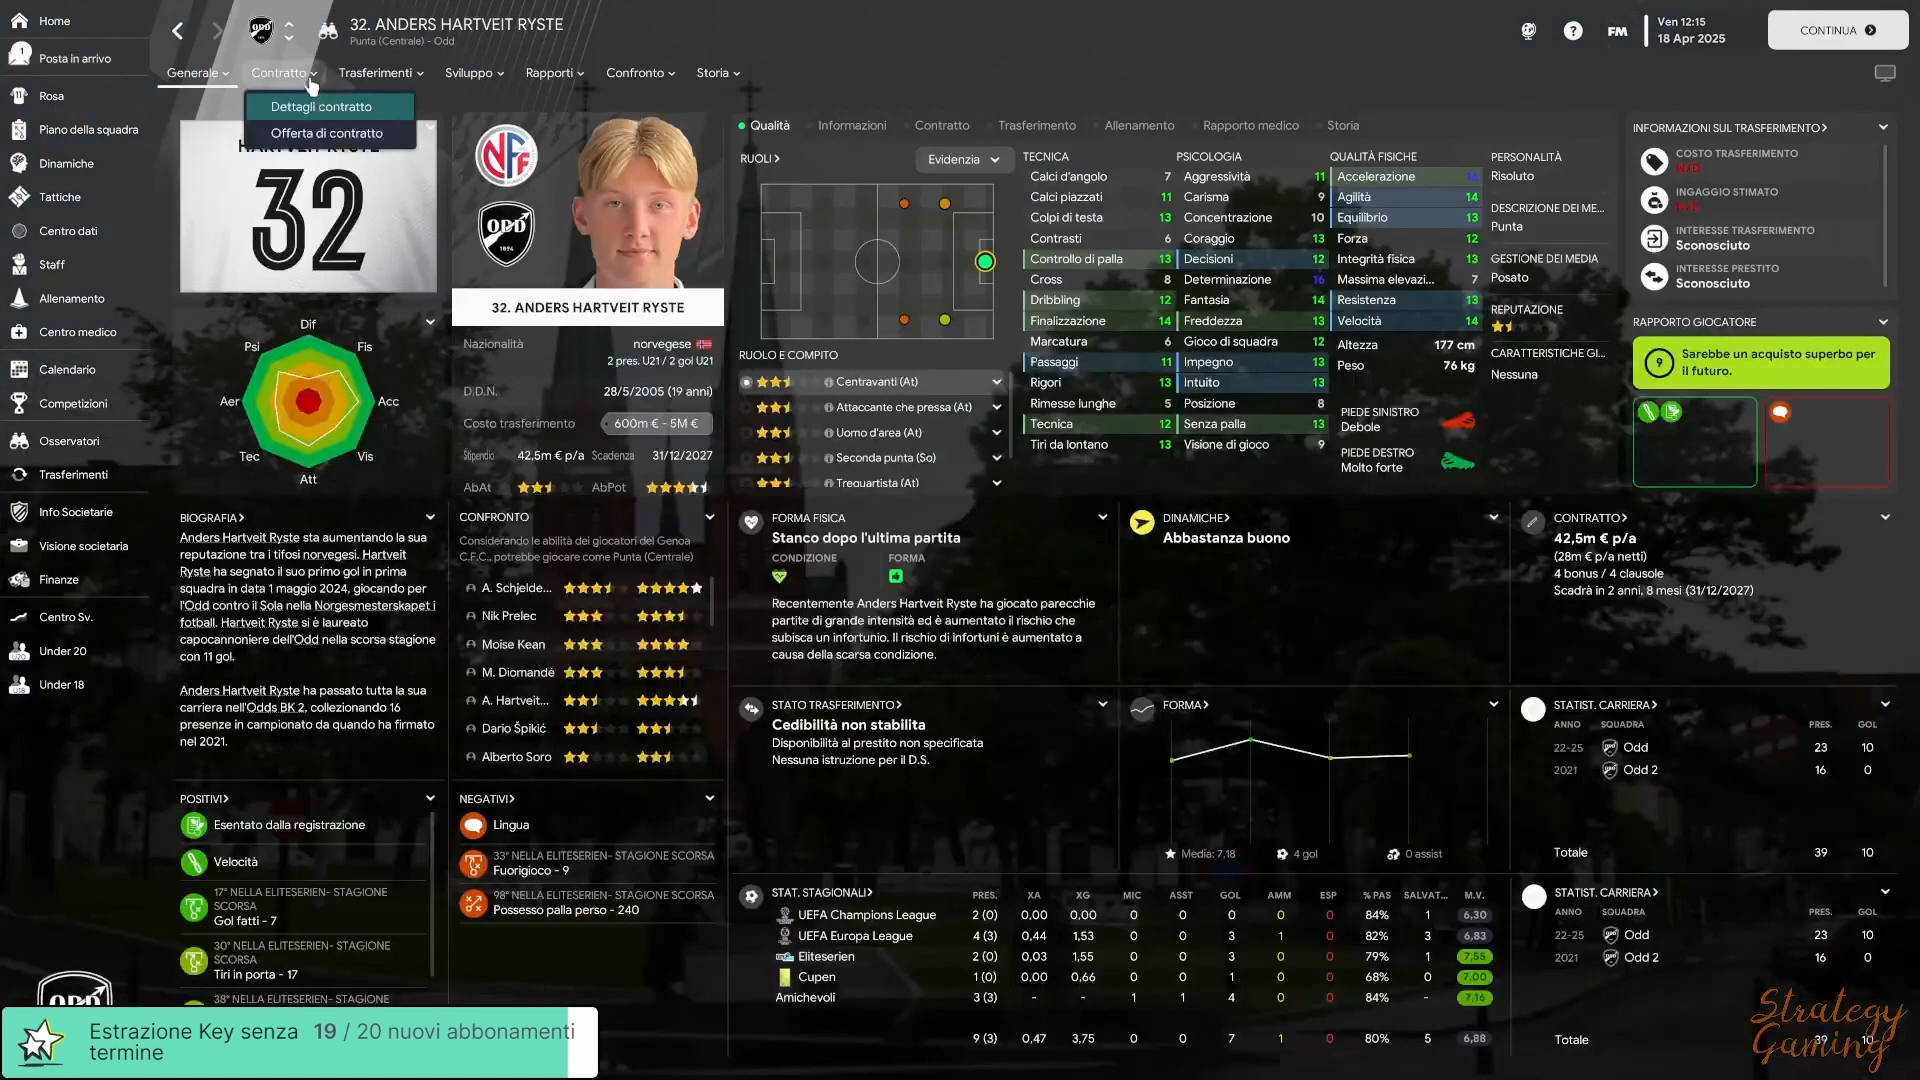 Home
1
Posta in arrivo
Rosa
Piano della squadra
Dinamiche
Tattiche
Centro dati
Staff
Allenamento
Centro medico
Calendario
Competizioni
Osservatori
Trasferimenti
Info Societarie
Visione societaria
Finanze
Centro Sv.
Under 20
Under 18
32. ANDERS HARTVEIT RYSTE
Punta (Centrale) - Odd
FM
Ven 12:15
18 Apr 2025
CONTINUA
Generale
Contratto
Trasferimenti
Sviluppo
Rapporti
Confronto
Storia
Dettagli contratto
Offerta di contratto
HARTVEIT RYSTE
32
NFF
ODD
1894
32. ANDERS HARTVEIT RYSTE
Nazionalità norvegese
2 pres. U21 / 2 gol U21
D.D.N. 28/5/2005 (19 anni)
Costo trasferimento 600m € - 5M €
Stipendio 42,5m € p/a Scadenza 31/12/2027
AbAt AbPot
Dif
Psi Fis
Aer Acc
Tec Vis
Att
Qualità Informazioni Contratto Trasferimento Allenamento Rapporto medico Storia
RUOLI
Evidenzia
RUOLO E COMPITO
Centravanti (At)
Attaccante che pressa (At)
Uomo d'area (At)
Seconda punta (So)
Trequartista (At)
TECNICA
Calci d'angolo 7
Calci piazzati 11
Colpi di testa 13
Contrasti 6
Controllo di palla 13
Cross 8
Dribbling 12
Finalizzazione 14
Marcatura 6
Passaggi 11
Rigori 13
Rimesse lunghe 5
Tecnica 12
Tiri da lontano 13
PSICOLOGIA
Aggressività 11
Carisma 9
Concentrazione 10
Coraggio 13
Decisioni 12
Determinazione 16
Fantasia 14
Freddezza 13
Gioco di squadra 12
Impegno 13
Intuito 13
Posizione 8
Senza palla 13
Visione di gioco 9
QUALITÀ FISICHE
Accelerazione 16
Agilità 14
Equilibrio 13
Forza 12
Integrità fisica 13
Massima elevazi... 7
Resistenza 13
Velocità 14
Altezza 177 cm
Peso 76 kg
PIEDE SINISTRO
Debole
PIEDE DESTRO
Molto forte
PERSONALITÀ
Risoluto
DESCRIZIONE DEI ME...
Punta
GESTIONE DEI MEDIA
Posato
REPUTAZIONE
CARATTERISTICHE GI...
Nessuna
INFORMAZIONI SUL TRASFERIMENTO
COSTO TRASFERIMENTO
INGAGGIO STIMATO
INTERESSE TRASFERIMENTO
Sconosciuto
INTERESSE PRESTITO
Sconosciuto
RAPPORTO GIOCATORE
9
Sarebbe un acquisto superbo per
il futuro.
BIOGRAFIA
Anders Hartveit Ryste sta aumentando la sua
reputazione tra i tifosi norvegesi. Hartveit
Ryste ha segnato il suo primo gol in prima
squadra in data 1 maggio 2024, giocando per
l'Odd contro il Sola nella Norgesmesterskapet i
fotball. Hartveit Ryste si è laureato
capocannoniere dell'Odd nella scorsa stagione
con 11 gol.
Anders Hartveit Ryste ha passato tutta la sua
carriera nell'Odds BK 2, collezionando 16
presenze in campionato da quando ha firmato
nel 2021.
CONFRONTO
Considerando le abilità dei giocatori del Genoa
C.F.C., potrebbe giocare come Punta (Centrale)
A. Schjelde...
Nik Prelec
Moise Kean
M. Diomandé
A. Hartveit...
Dario Špikić
Alberto Soro
FORMA FISICA
Stanco dopo l'ultima partita
CONDIZIONE FORMA
Recentemente Anders Hartveit Ryste ha giocato parecchie
partite di grande intensità ed è aumentato il rischio che
subisca un infortunio. Il rischio di infortuni è aumentato a
causa della scarsa condizione.
DINAMICHE
Abbastanza buono
CONTRATTO
42,5m € p/a
(28m € p/a netti)
4 bonus / 4 clausole
Scadrà in 2 anni, 8 mesi (31/12/2027)
STATO TRASFERIMENTO
Cedibilità non stabilita
Disponibilità al prestito non specificata
Nessuna istruzione per il D.S.
FORMA
Media: 7,18 4 gol 0 assist
STATIST. CARRIERA
ANNO SQUADRA PRES. GOL
22-25 Odd 23 10
2021 Odd 2 16 0
Totale 39 10
POSITIVI
Esentato dalla registrazione
Velocità
17° NELLA ELITESERIEN- STAGIONE
SCORSA
Gol fatti - 7
30° NELLA ELITESERIEN- STAGIONE
SCORSA
Tiri in porta - 17
38° NELLA ELITESERIEN- STAGIONE
NEGATIVI
Lingua
33° NELLA ELITESERIEN- STAGIONE SCORSA
Fuorigioco - 9
98° NELLA ELITESERIEN- STAGIONE SCORSA
Possesso palla perso - 240
STAT. STAGIONALI PRES. XA XG MIC ASST GOL AMM ESP % PAS SALVAT... M.V.
UEFA Champions League 2 (0) 0,00 0,00 0 0 0 0 0 84% 1 6,30
UEFA Europa League 4 (3) 0,44 1,53 0 0 3 1 0 82% 3 6,83
Eliteserien 2 (0) 0,03 1,55 0 0 3 0 0 79% 1 7,55
Cupen 1 (0) 0,00 0,66 0 0 1 0 0 68% 0 7,00
Amichevoli 3 (3) - - 1 1 4 0 0 84% - 7,16
9 (3) 0,47 3,75 0 0 7 1 0 80% 5 6,88
STATIST. CARRIERA
ANNO SQUADRA PRES. GOL
22-25 Odd 23 10
2021 Odd 2 16 0
Totale 39 10
ODD
Estrazione Key senza 19 / 20 nuovi abbonamenti
termine
Strategy
Gaming